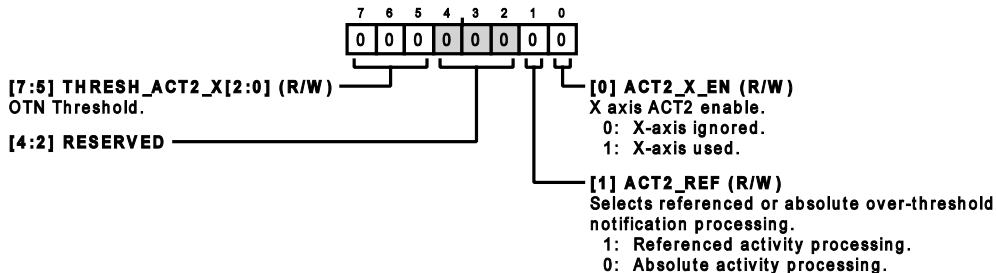 7 6 5 4 3 2 1 0
0 0 0 0 0 0 0 0
[7:5] THRESH_ACT2_X[2:0] (R/W)
OTN Threshold.
[4:2] RESERVED
[0] ACT2_X_EN (R/W)
X axis ACT2 enable.
0: X-axis ignored.
1: X-axis used.
[1] ACT2_REF (R/W)
Selects referenced or absolute over-threshold
notification processing.
1: Referenced activity processing.
0: Absolute activity processing.